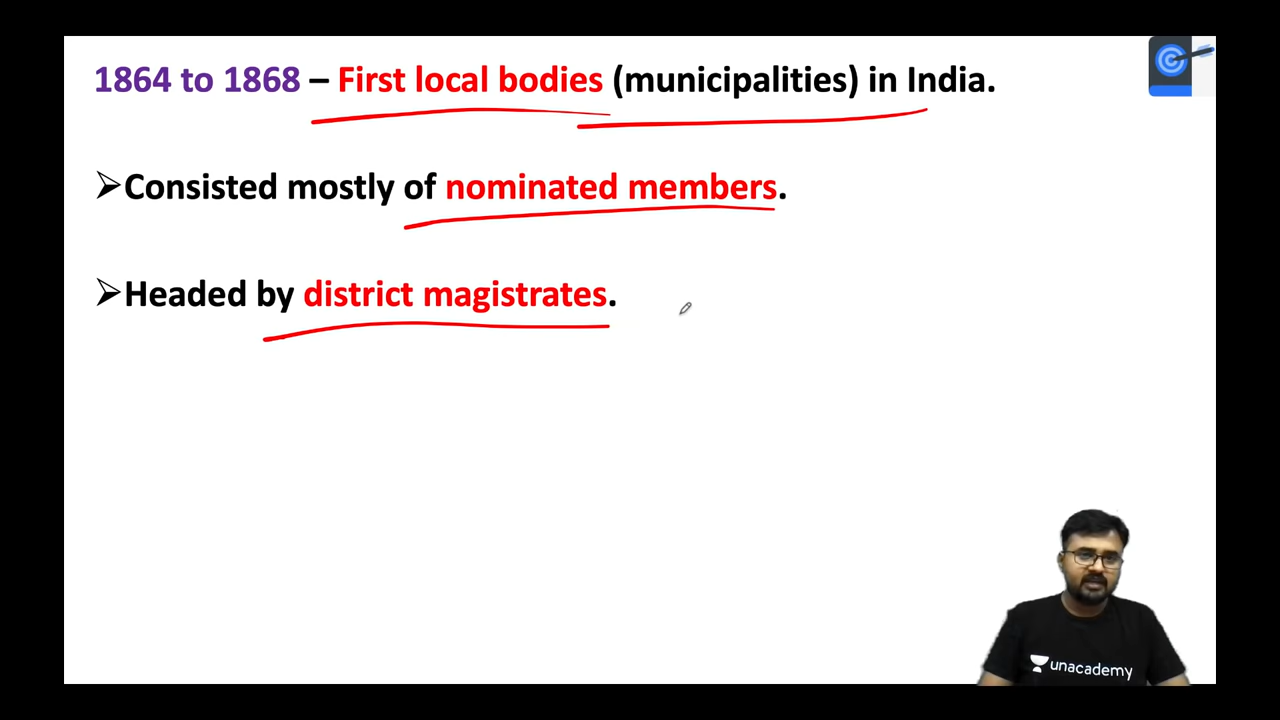 1864 to 1868 – First local bodies (municipalities) in India.
➢Consisted mostly of nominated members.
➢Headed by district magistrates.
unacademy